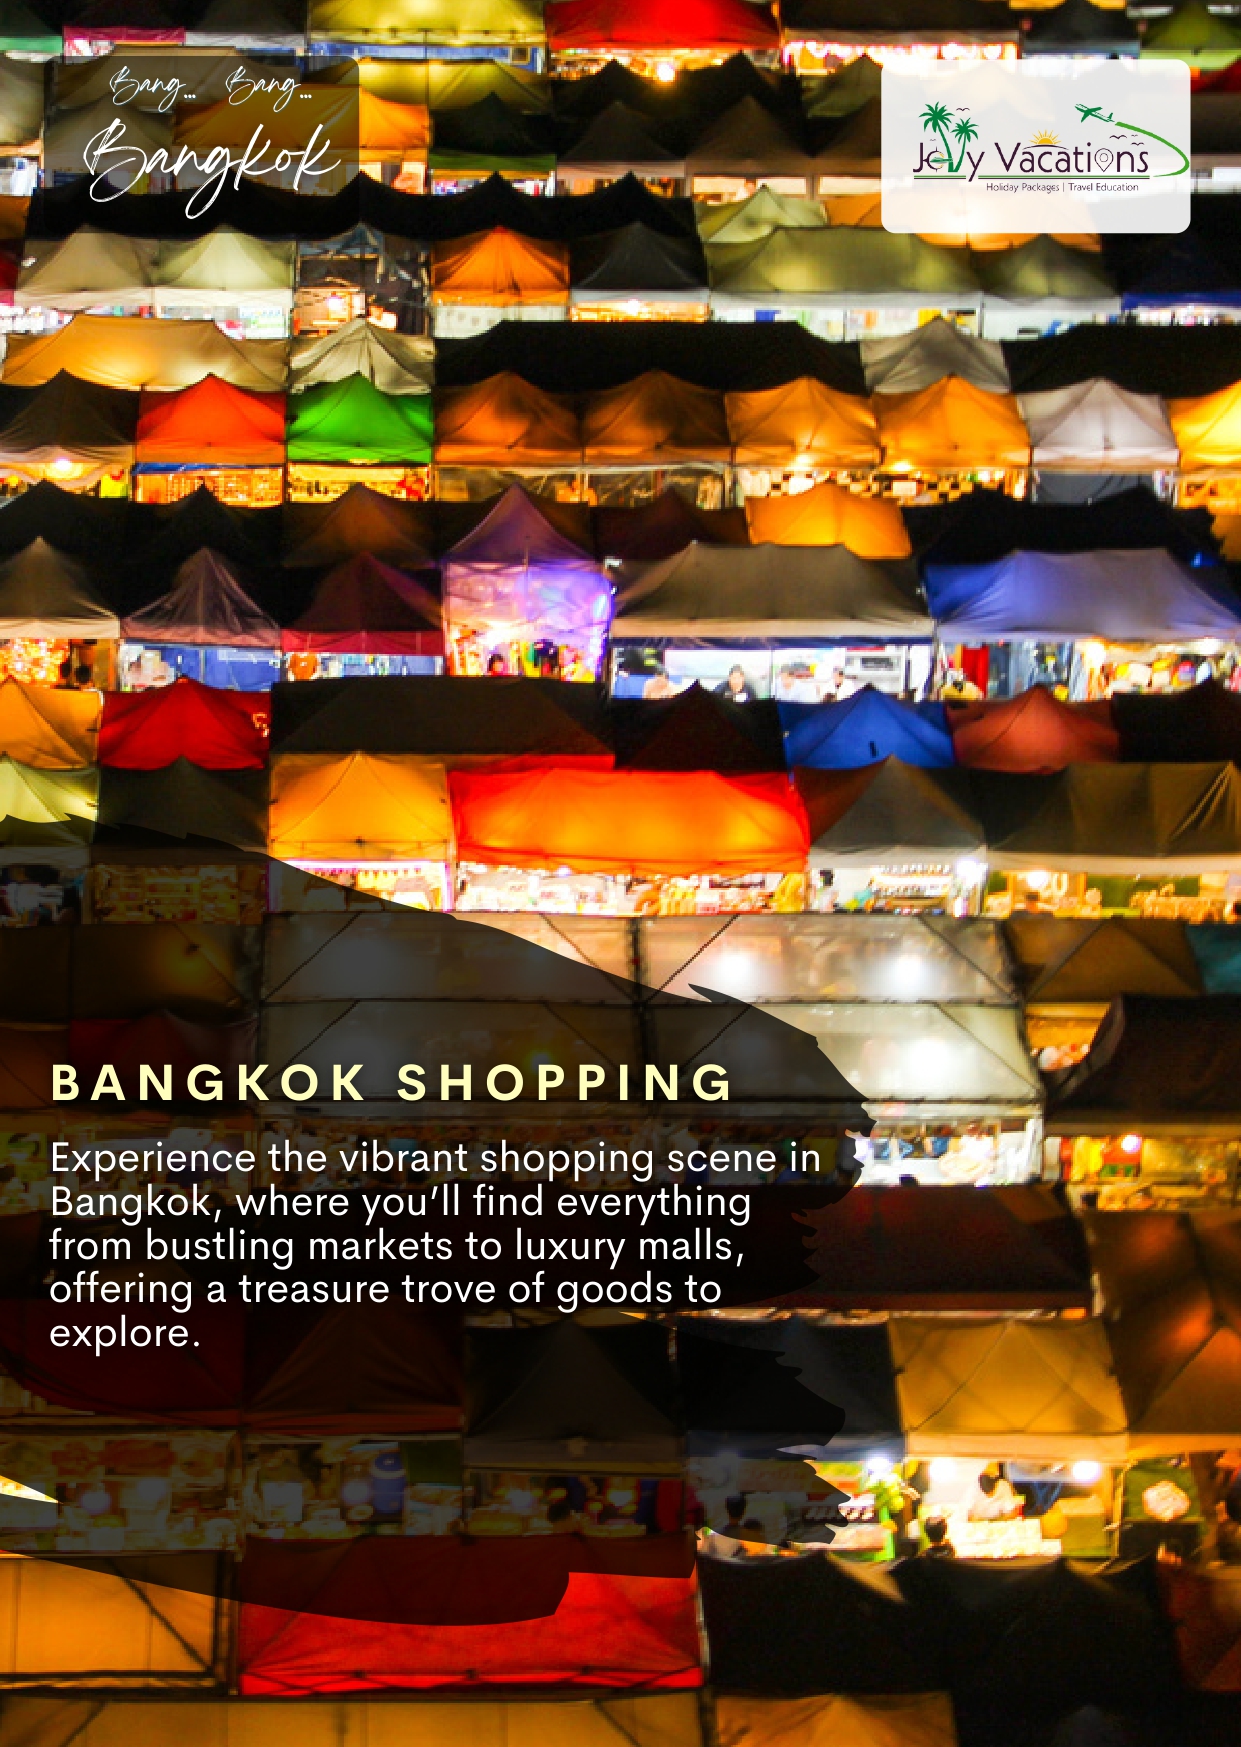 Bang... Bang...
Bangkok
Jolly Vacations
Holiday Packages | Travel Education
BANGKOK SHOPPING
Experience the vibrant shopping scene in
Bangkok, where you’ll find everything
from bustling markets to luxury malls,
offering a treasure trove of goods to
explore.